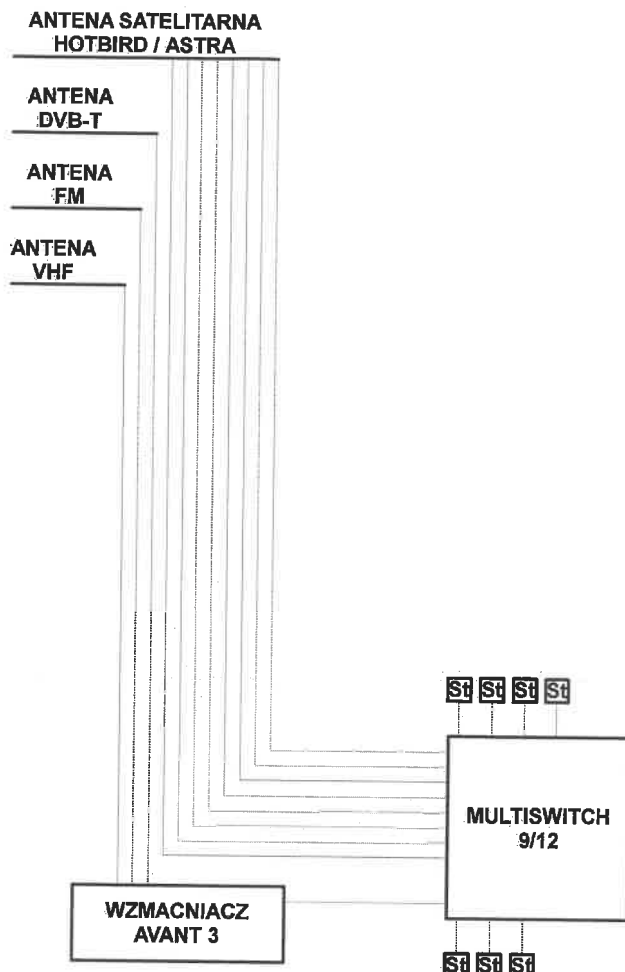 ANTENA SATELITARNA
HOTBIRD / ASTRA
ANTENA
DVB-T
ANTENA
FM
ANTENA
VHF
St St St St
MULTISWITCH
9/12
WZMACNIACZ
AVANT 3
St St St